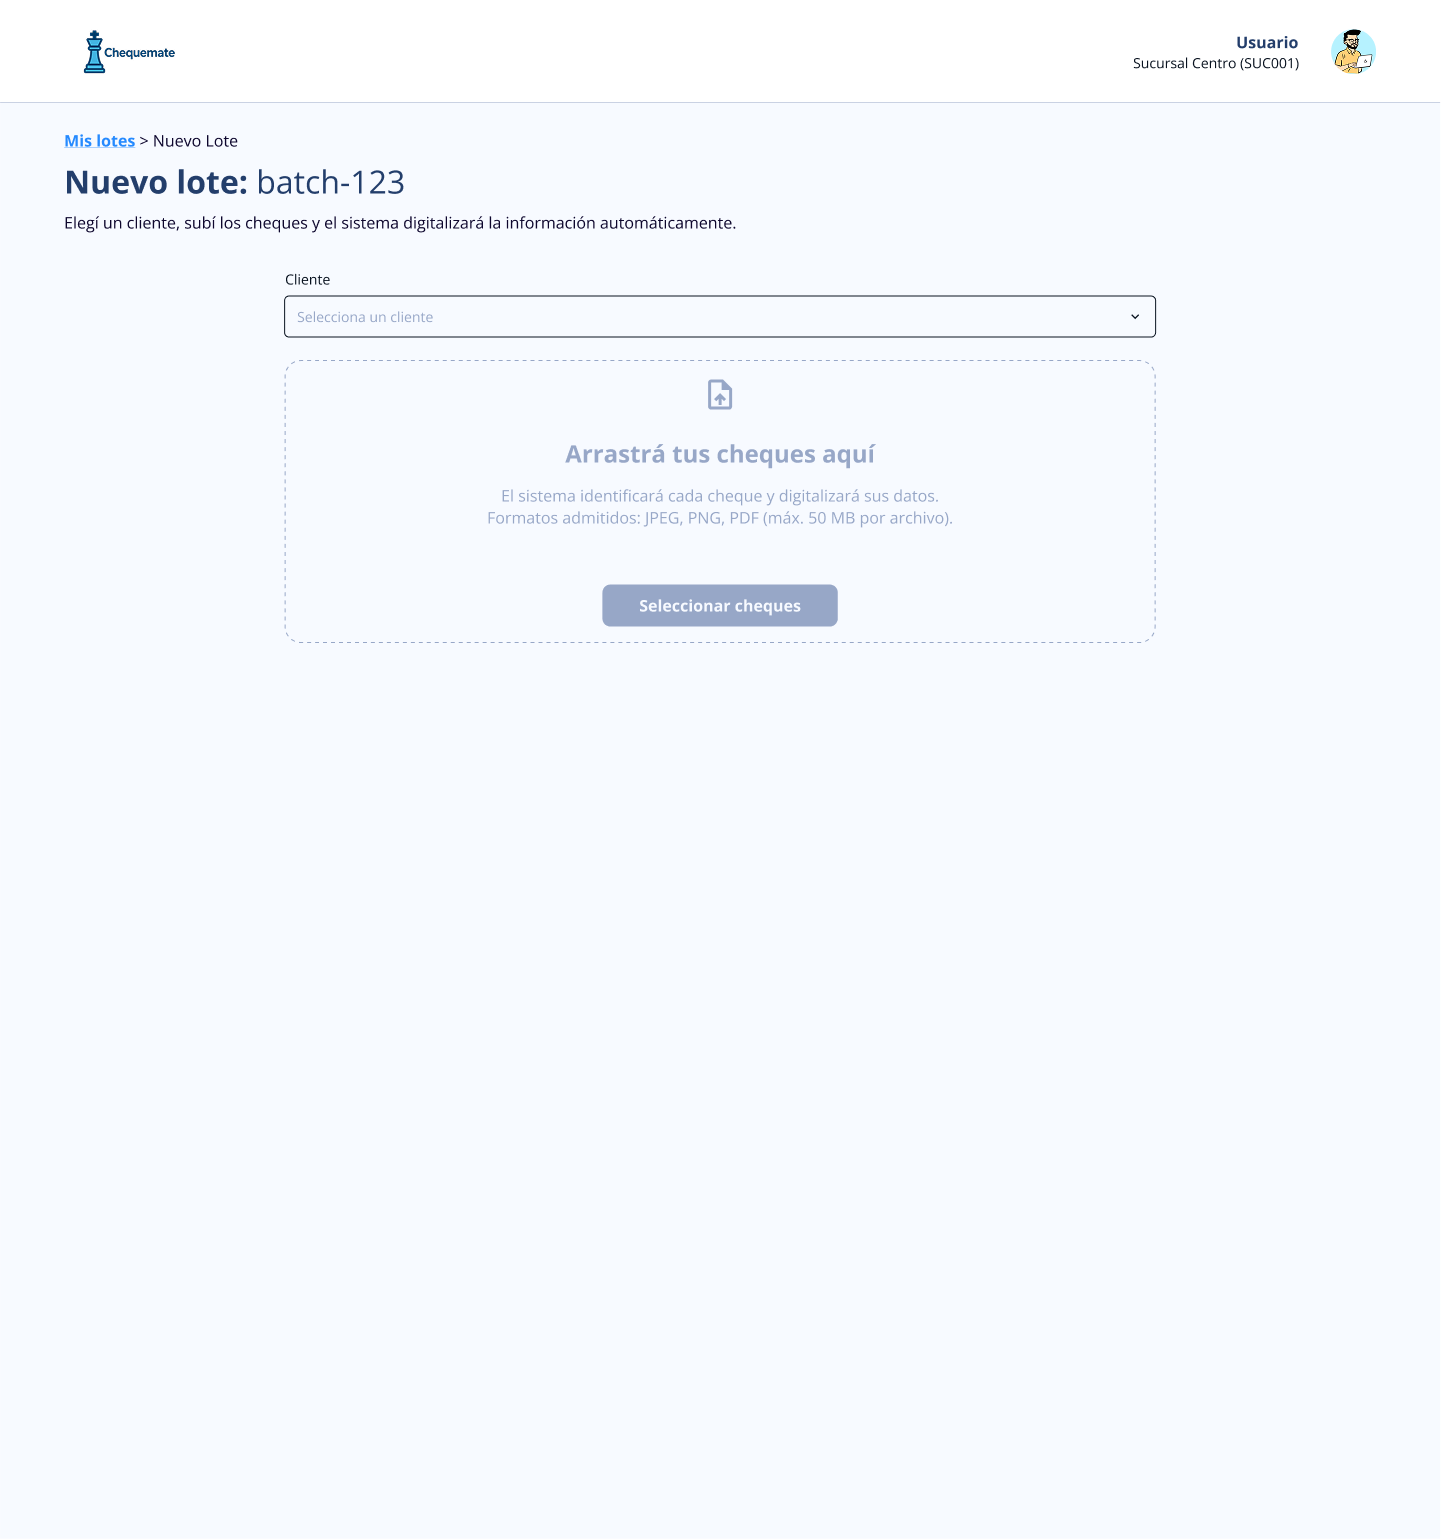 Chequemate
Usuario
Sucursal Centro (SUC001)
Mis lotes > Nuevo Lote
Nuevo lote: batch-123
Elegí un cliente, subí los cheques y el sistema digitalizará la información automáticamente.
Cliente
Selecciona un cliente
Arrastrá tus cheques aquí
El sistema identificará cada cheque y digitalizará sus datos.
Formatos admitidos: JPEG, PNG, PDF (máx. 50 MB por archivo).
Seleccionar cheques